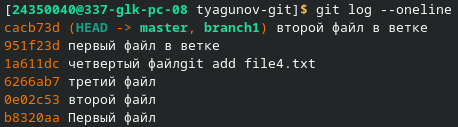 [24350040@337-glk-pc-08 tyagunov-git]$ git log --oneline
cacb73d (HEAD -> master, branch1) второй файл в ветке
951f23d первый файл в ветке
1a611dc четвертый файлgit add file4.txt
6266ab7 третий файл
0e02c53 второй файл
b8320aa Первый файл